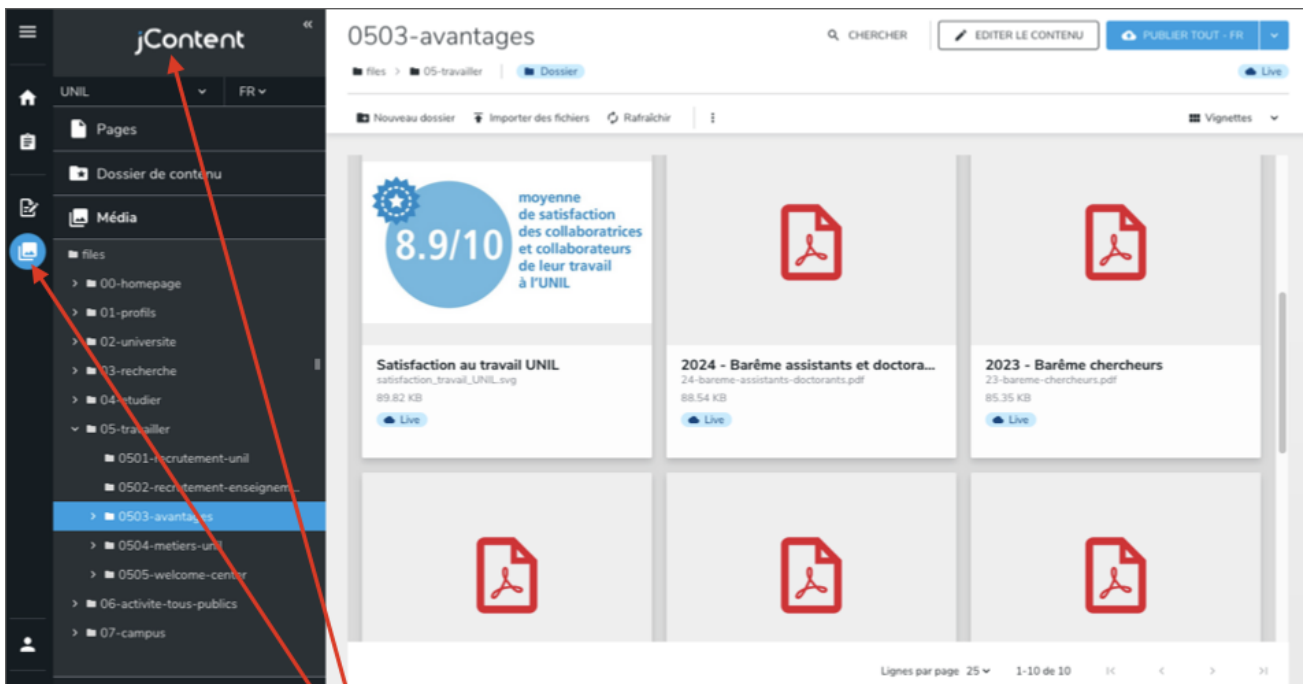 jContent
«
UNIL
FR
Pages
Dossier de contenu
Média
files
00-homepage
01-profils
02-universite
03-recherche
04-etudier
05-travailler
0501-recrutement-unil
0502-recrutement-enseignem...
0503-avantages
0504-metiers-unil
0505-welcome-center
06-activite-tous-publics
07-campus
0503-avantages
CHERCHER
EDITER LE CONTENU
PUBLIER TOUT - FR
files > 05-travailler
Dossier
Live
Nouveau dossier
Importer des fichiers
Rafraîchir
Vignettes
8.9/10
moyenne
de satisfaction
des collaboratrices
et collaborateurs
de leur travail
à l'UNIL
Satisfaction au travail UNIL
satisfaction_travail_UNIL.svg
89.82 KB
Live
2024 - Barême assistants et doctora...
24-bareme-assistants-doctorants.pdf
88.54 KB
Live
2023 - Barême chercheurs
23-bareme-chercheurs.pdf
85.35 KB
Live
Lignes par page 25
1-10 de 10